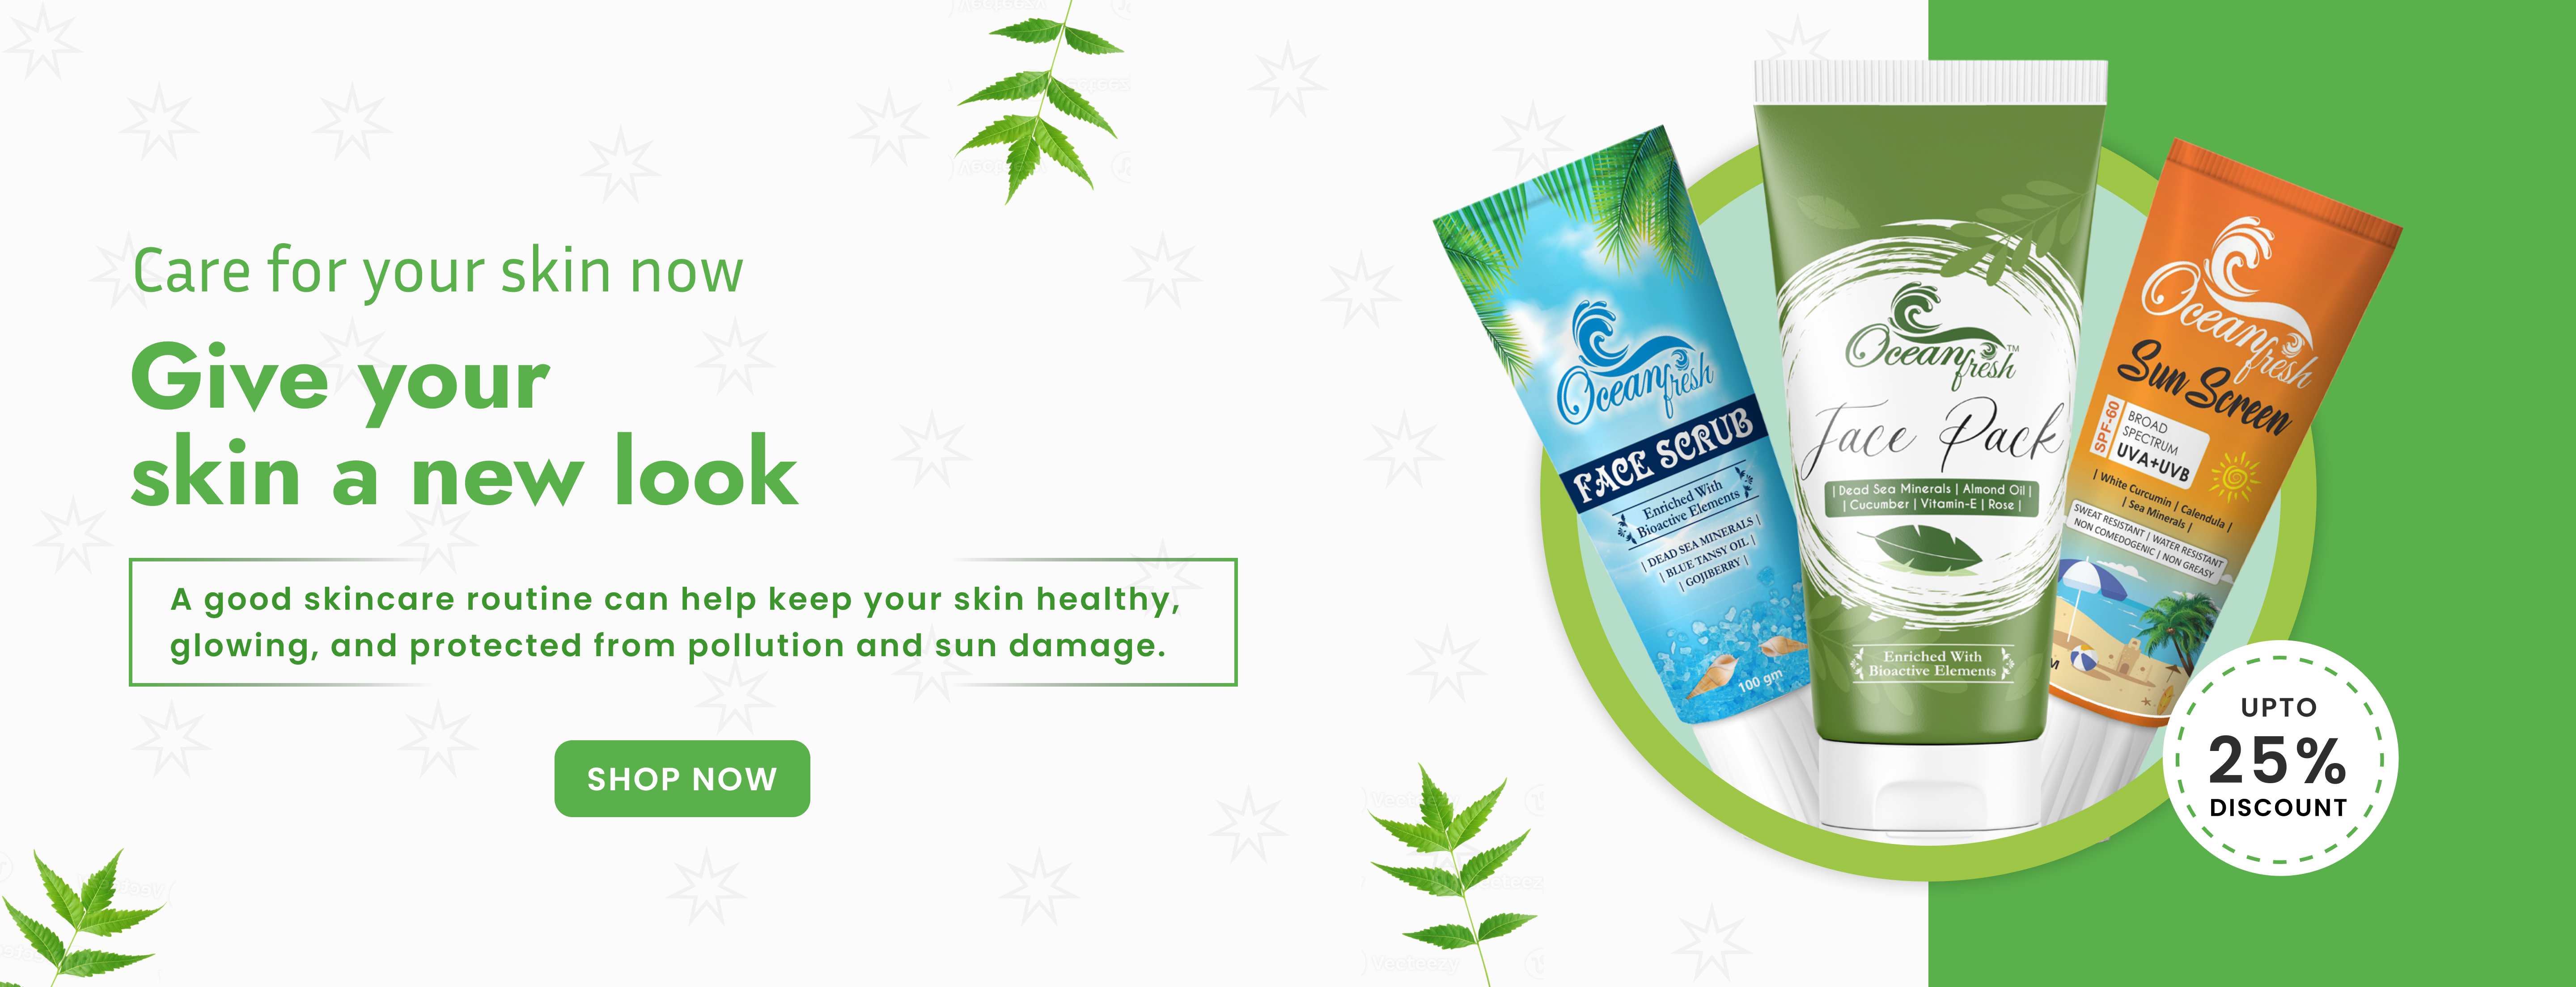 Care for your skin now
Give your
skin a new look
A good skincare routine can help keep your skin healthy,
glowing, and protected from pollution and sun damage.
SHOP NOW
Oceanfresh
FACE SCRUB
Enriched With
Bioactive Elements
| DEAD SEA MINERALS |
| BLUE TANSY OIL |
| GOJIBERRY |
100 gm
Oceanfresh™
Face Pack
| Dead Sea Minerals | Almond Oil |
| Cucumber | Vitamin-E | Rose |
Enriched With
Bioactive Elements
Oceanfresh
Sun Screen
SPF-60
BROAD
SPECTRUM
UVA+UVB
| White Curcumin | Calendula |
| Sea Minerals |
SWEAT RESISTANT | WATER RESISTANT
NON COMEDOGENIC | NON GREASY
UPTO
25%
DISCOUNT
Vecteezy
Vecteezy